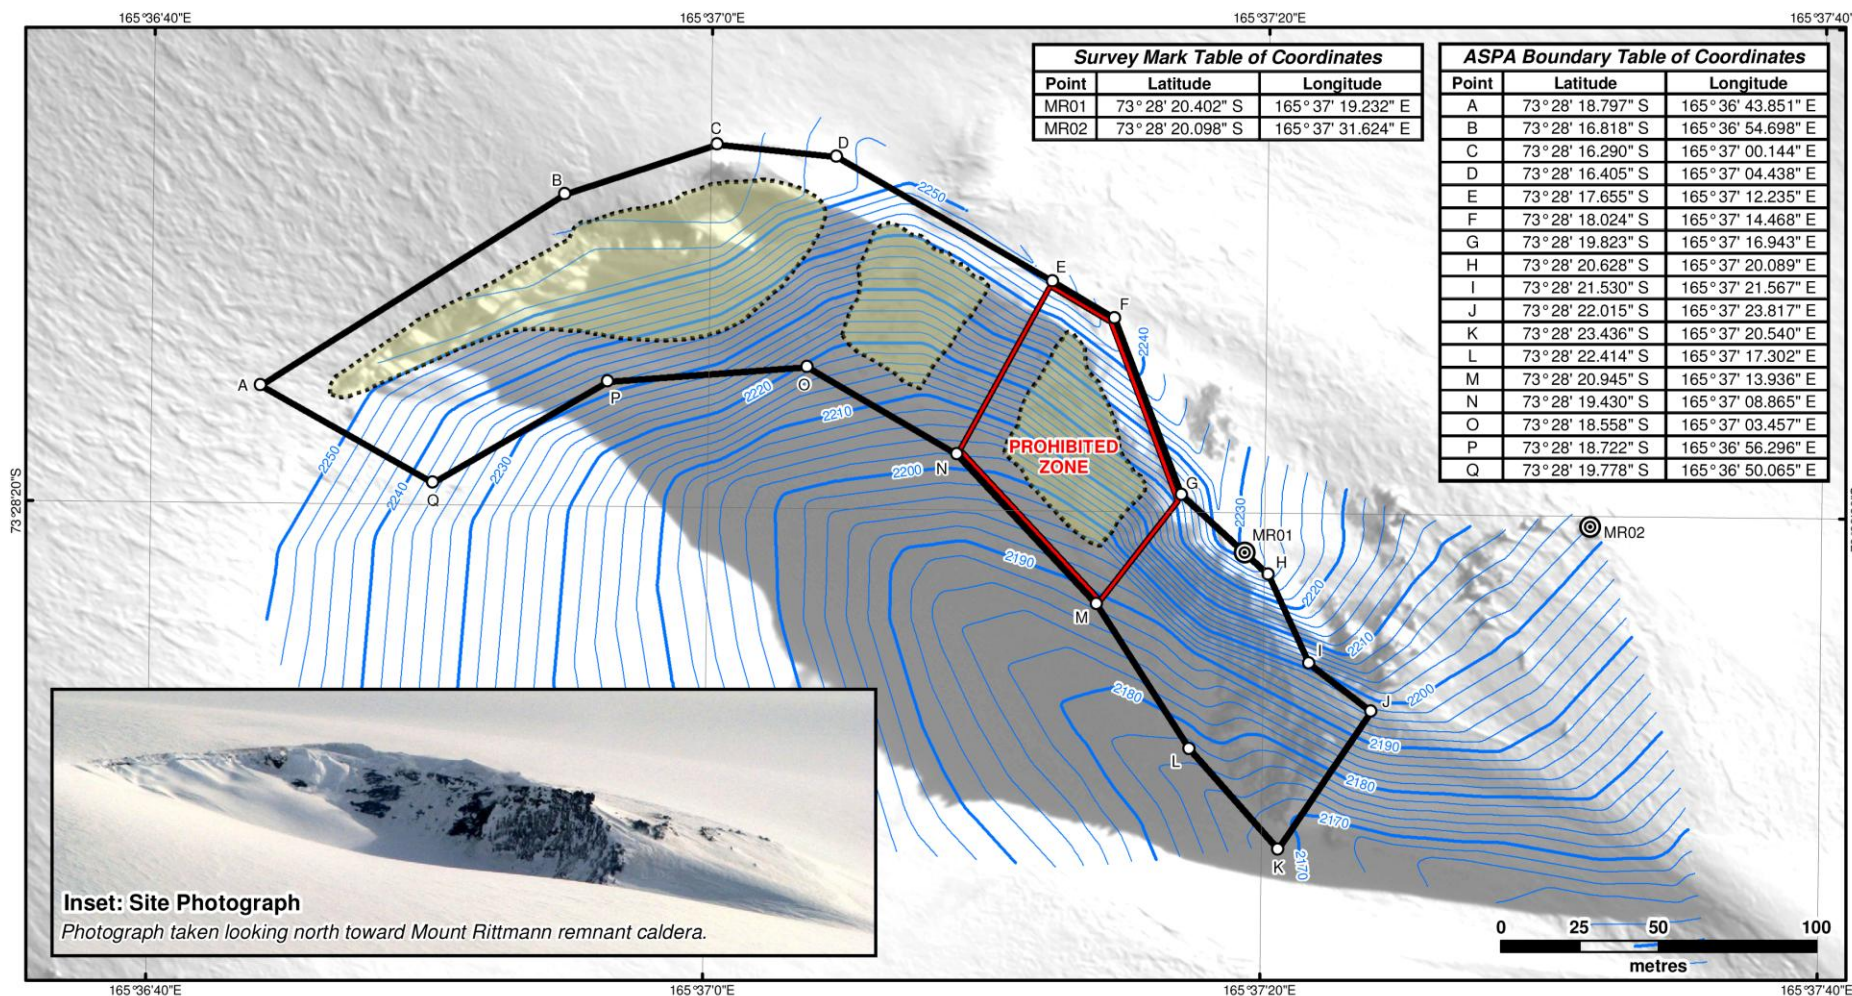 165°36'40"E 165°37'0"E 165°37'20"E 165°37'40"E
Survey Mark Table of Coordinates
Point Latitude Longitude
MR01 73°28'20.402" S 165°37'19.232" E
MR02 73°28'20.098" S 165°37'31.624" E
ASPA Boundary Table of Coordinates
Point Latitude Longitude
A 73°28'18.797" S 165°36'43.851" E
B 73°28'16.818" S 165°36'54.698" E
C 73°28'16.290" S 165°37'00.144" E
D 73°28'16.405" S 165°37'04.438" E
E 73°28'17.655" S 165°37'12.235" E
F 73°28'18.024" S 165°37'14.468" E
G 73°28'19.823" S 165°37'16.943" E
H 73°28'20.628" S 165°37'20.089" E
I 73°28'21.530" S 165°37'21.567" E
J 73°28'22.015" S 165°37'23.817" E
K 73°28'23.436" S 165°37'20.540" E
L 73°28'22.414" S 165°37'17.302" E
M 73°28'20.945" S 165°37'13.936" E
N 73°28'19.430" S 165°37'08.865" E
O 73°28'18.558" S 165°37'03.457" E
P 73°28'18.722" S 165°36'56.296" E
Q 73°28'19.778" S 165°36'50.065" E
C
D
B
2250
E
F
2240
A
P
O
2220
2210
PROHIBITED
ZONE
N
2200
2250
2230
2240
Q
G
73°28'20"S
2230
MR01
MR02
H
2190
2220
M
2210
I
2180
2200
J
2190
L
2180
2170
K
2170
Inset: Site Photograph
Photograph taken looking north toward Mount Rittmann remnant caldera.
0 25 50 100
metres
165°36'40"E 165°37'0"E 165°37'20"E 165°37'40"E